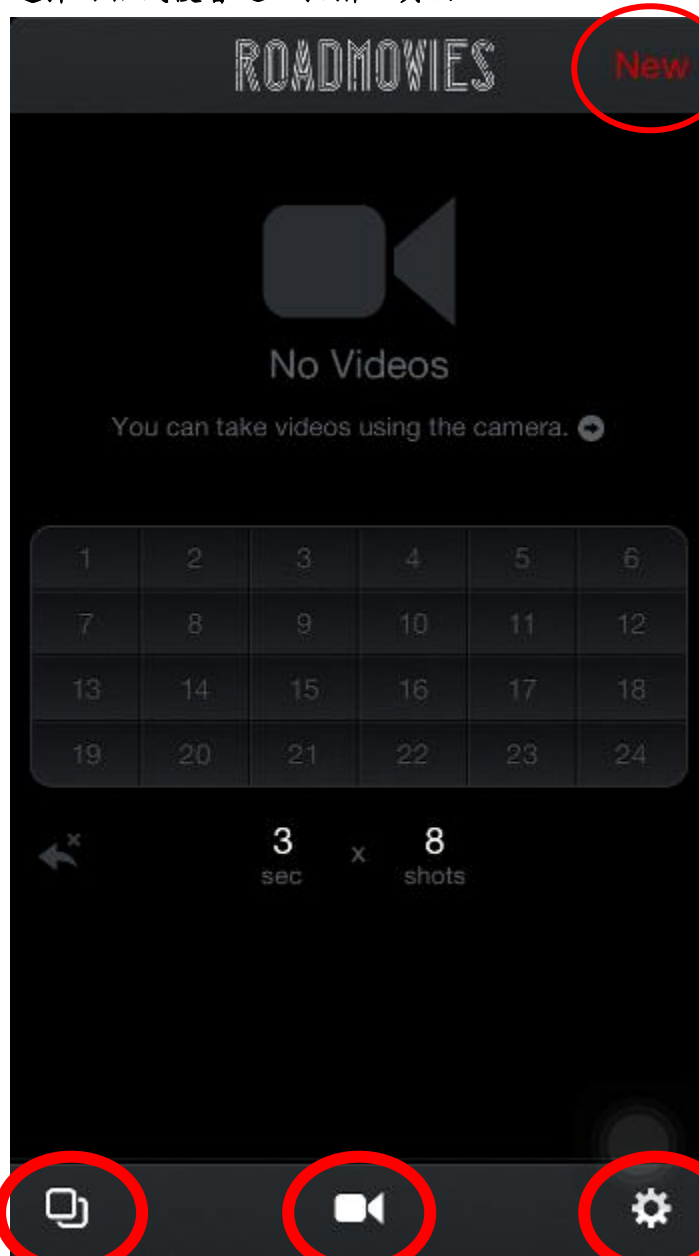 ROADMOVIES New
No Videos
You can take videos using the camera.
1 2 3 4 5 6
7 8 9 10 11 12
13 14 15 16 17 18
19 20 21 22 23 24
3 x 8
sec shots